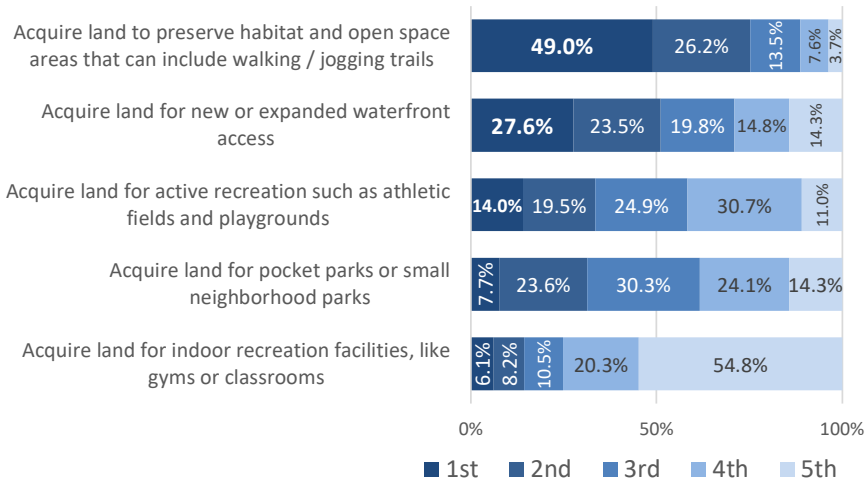 Acquire land to preserve habitat and open space
areas that can include walking / jogging trails
49.0% 26.2% 13.5% 7.6% 3.7%
Acquire land for new or expanded waterfront
access
27.6% 23.5% 19.8% 14.8% 14.3%
Acquire land for active recreation such as athletic
fields and playgrounds
14.0% 19.5% 24.9% 30.7% 11.0%
Acquire land for pocket parks or small
neighborhood parks
7.7% 23.6% 30.3% 24.1% 14.3%
Acquire land for indoor recreation facilities, like
gyms or classrooms
6.1% 8.2% 10.5% 20.3% 54.8%
0% 50% 100%
1st 2nd 3rd 4th 5th